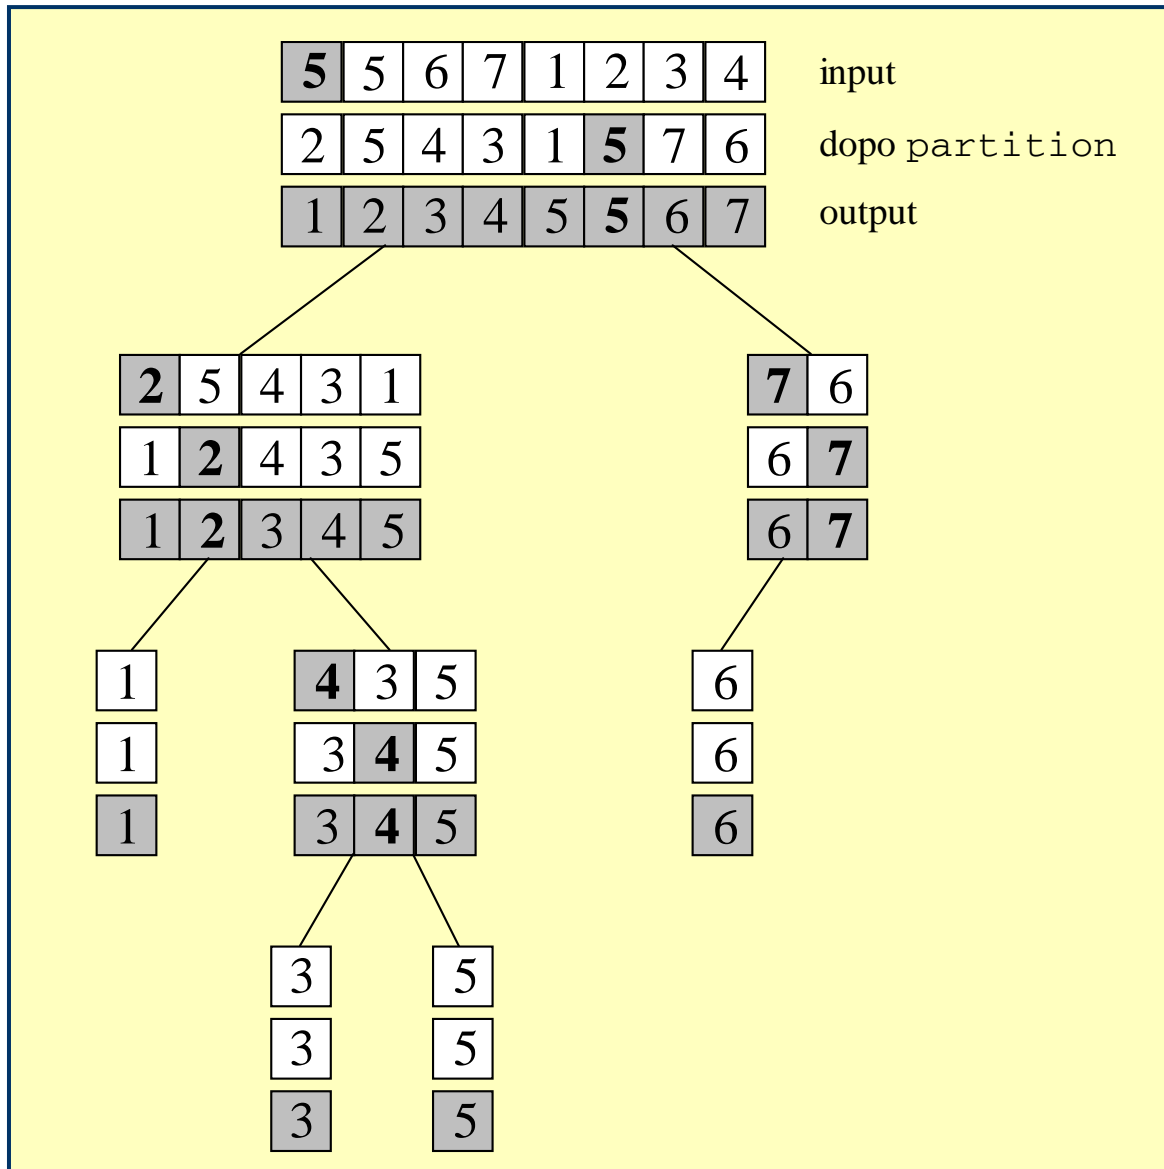 5 5 6 7 1 2 3 4 input
2 5 4 3 1 5 7 6 dopo partition
1 2 3 4 5 5 6 7 output
2 5 4 3 1 7 6
1 2 4 3 5 6 7
1 2 3 4 5 6 7
1 4 3 5 6
1 3 4 5 6
1 3 4 5 6
3 5
3 5
3 5